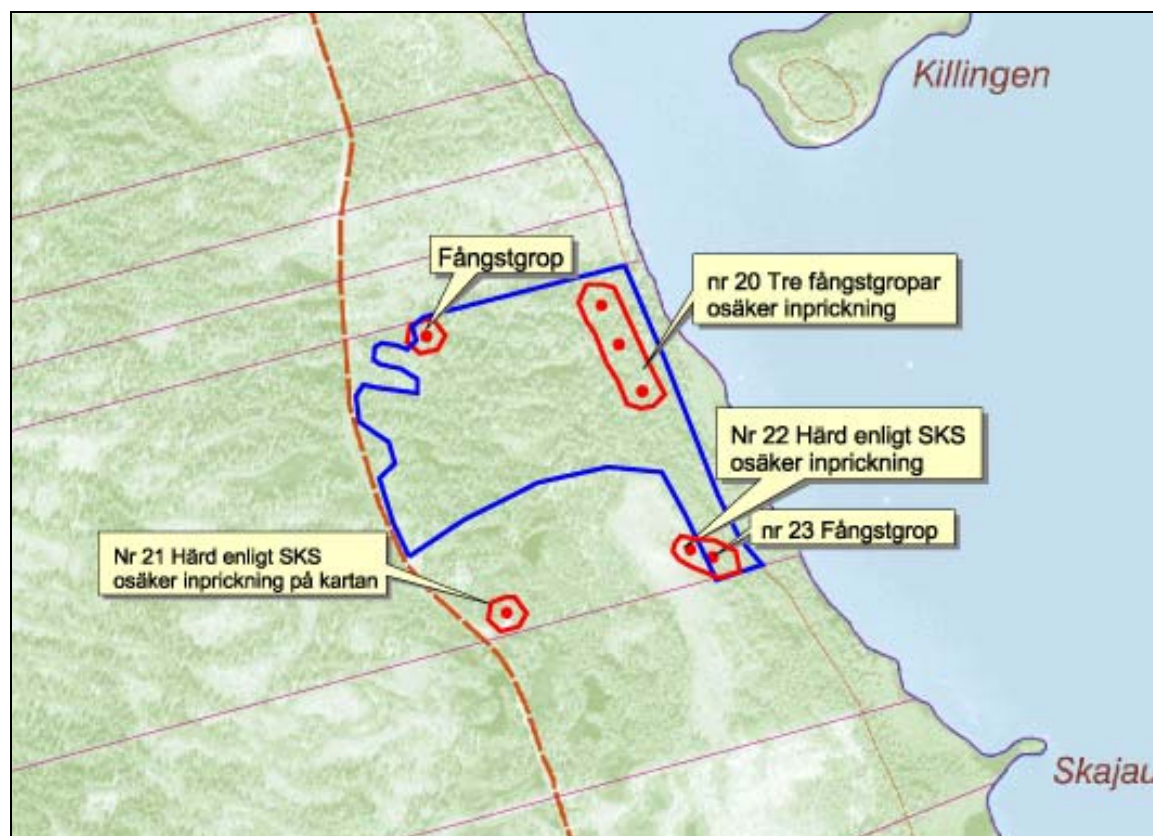 Killingen
Fångstgrop
nr 20 Tre fångstgropar
osäker inprickning
Nr 22 Härd enligt SKS
osäker inprickning
nr 23 Fångstgrop
Nr 21 Härd enligt SKS
osäker inprickning på kartan
Skajau